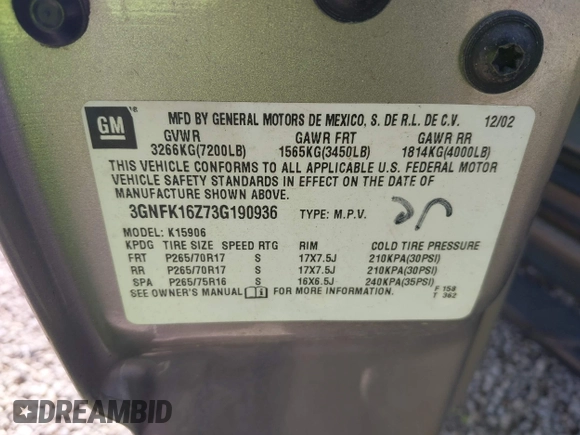 GM
MFD BY GENERAL MOTORS DE MEXICO, S. DE R.L. DE C.V. 12/02
GVWR GAWR FRT GAWR RR
3266KG(7200LB) 1565KG(3450LB) 1814KG(4000LB)
THIS VEHICLE CONFORMS TO ALL APPLICABLE U.S. FEDERAL MOTOR
VEHICLE SAFETY STANDARDS IN EFFECT ON THE DATE OF
MANUFACTURE SHOWN ABOVE.
3GNFK16Z73G190936 TYPE: M.P.V.
MODEL: K15906
KPDG TIRE SIZE SPEED RTG RIM COLD TIRE PRESSURE
FRT P265/70R17 S 17X7.5J 210KPA(30PSI)
RR P265/70R17 S 17X7.5J 210KPA(30PSI)
SPA P265/75R16 S 16X6.5J 240KPA(35PSI)
SEE OWNER'S MANUAL FOR MORE INFORMATION. F 158
T 362
DREAMBID